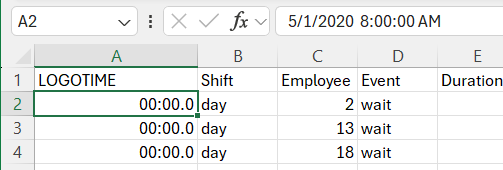 A2 fx 5/1/2020 8:00:00 AM
A B C D E
1 LOGOTIME Shift Employee Event Duration
2 00:00.0 day 2 wait
3 00:00.0 day 13 wait
4 00:00.0 day 18 wait